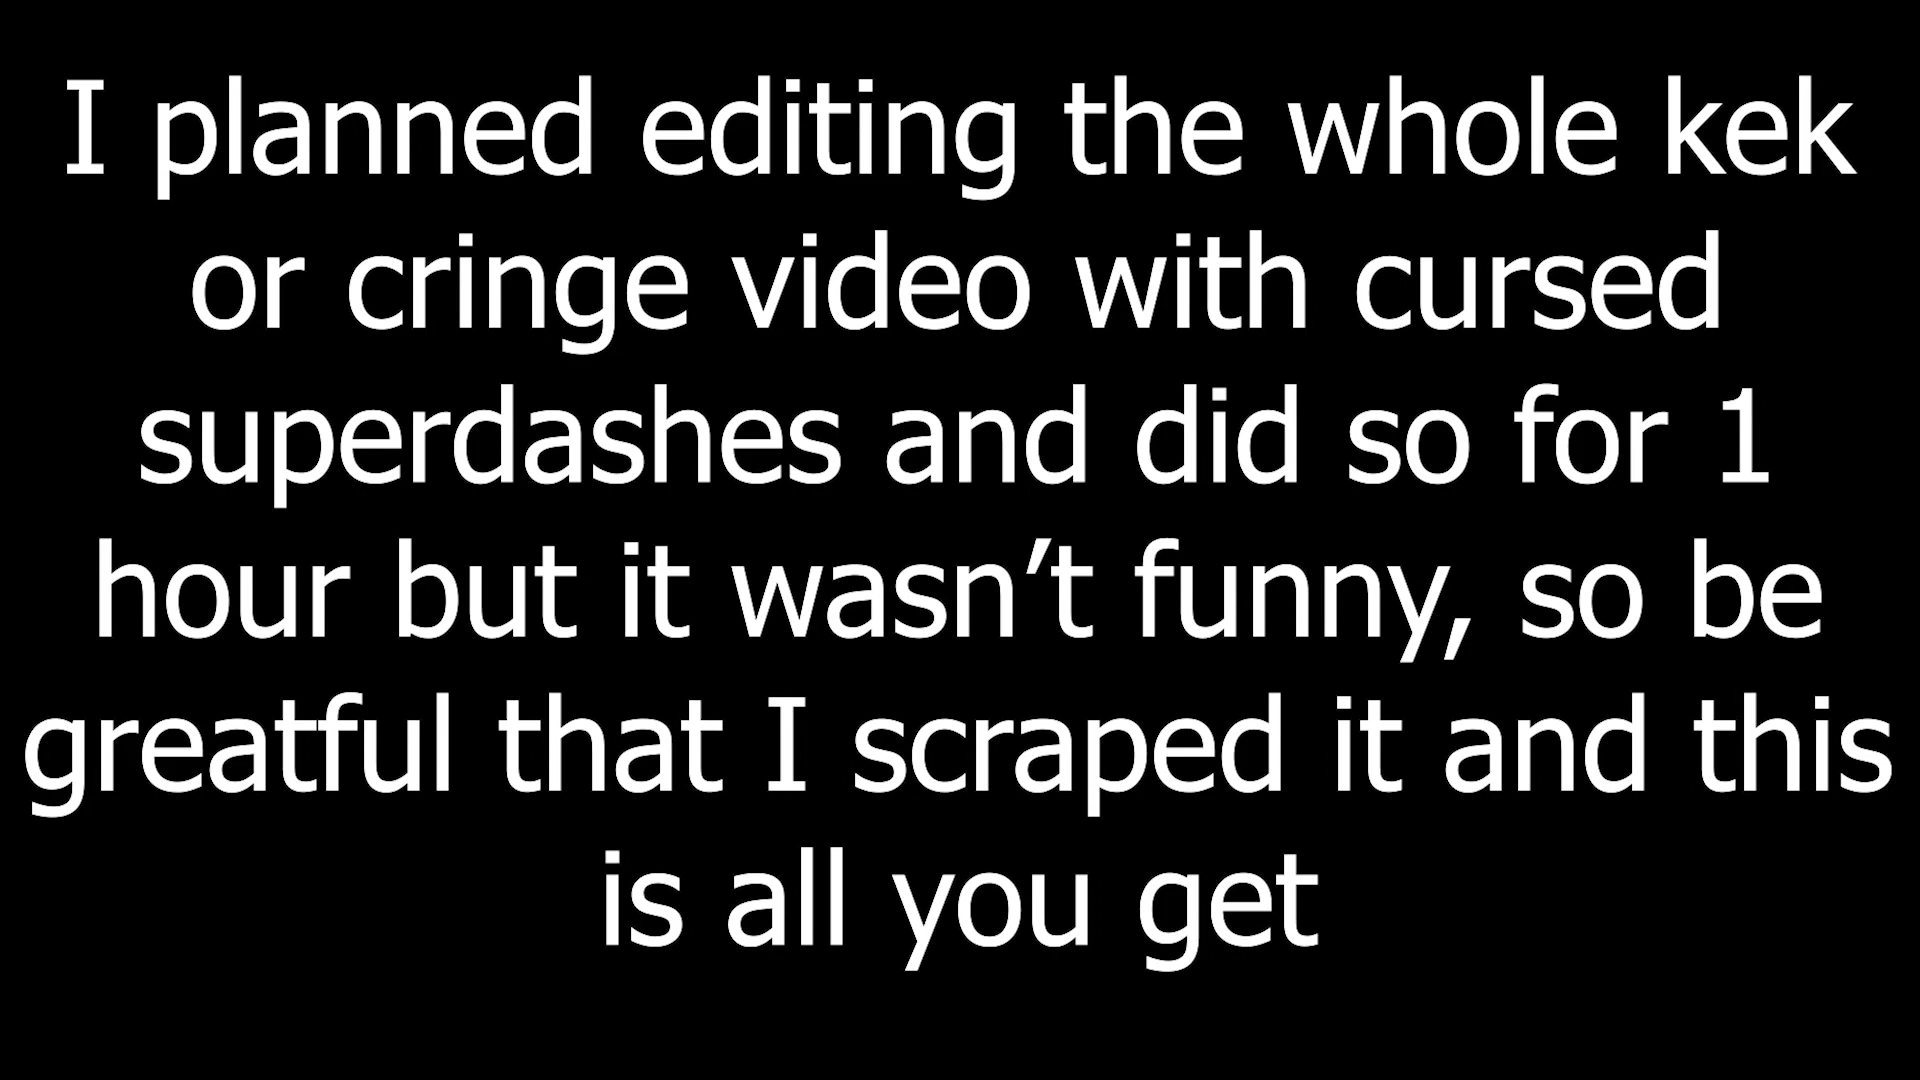 I planned editing the whole kek
or cringe video with cursed
superdashes and did so for 1
hour but it wasn’t funny, so be
greatful that I scraped it and this
is all you get